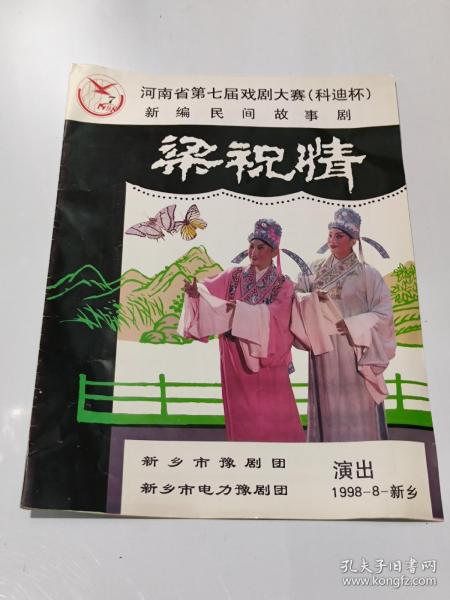 7
1998
河南省第七届戏剧大赛(科迪杯)
新编民间故事剧
梁祝情
新乡市豫剧团
新乡市电力豫剧团
演出
1998-8-新乡
孔夫子旧书网
www.kongfz.com